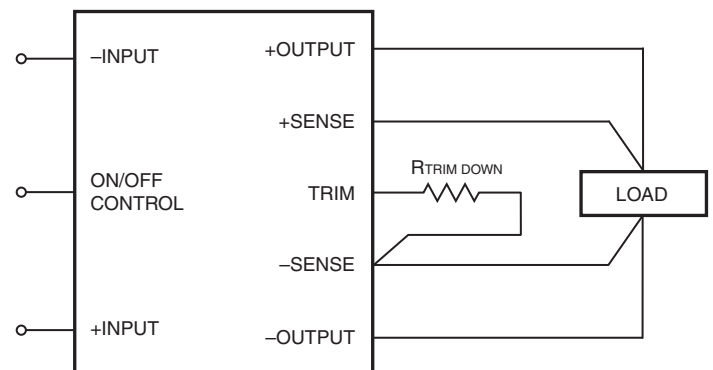 –INPUT
+OUTPUT
+SENSE
RTRIM DOWN
ON/OFF
CONTROL
TRIM
LOAD
–SENSE
+INPUT
–OUTPUT